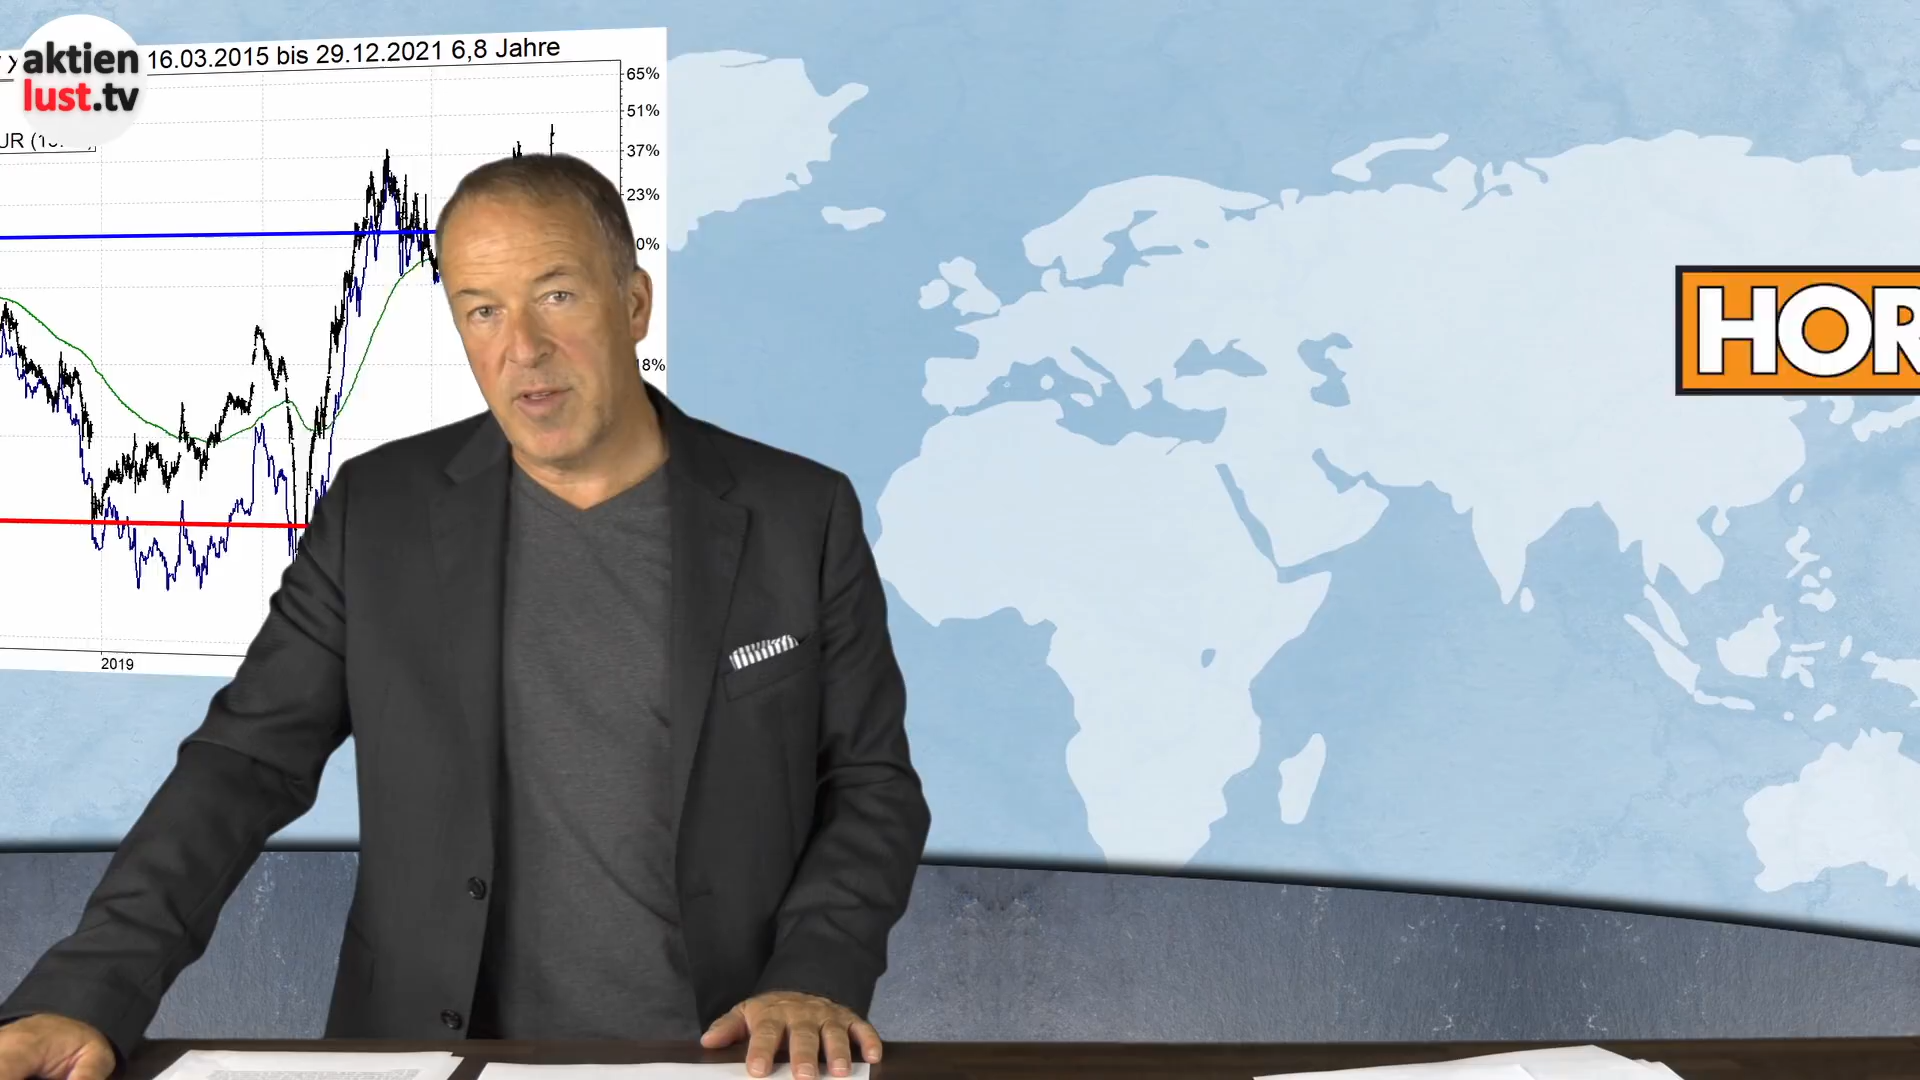 aktien
lust.tv
16.03.2015 bis 29.12.2021 6,8 Jahre
65%
51%
37%
23%
0%
18%
2019
HOR